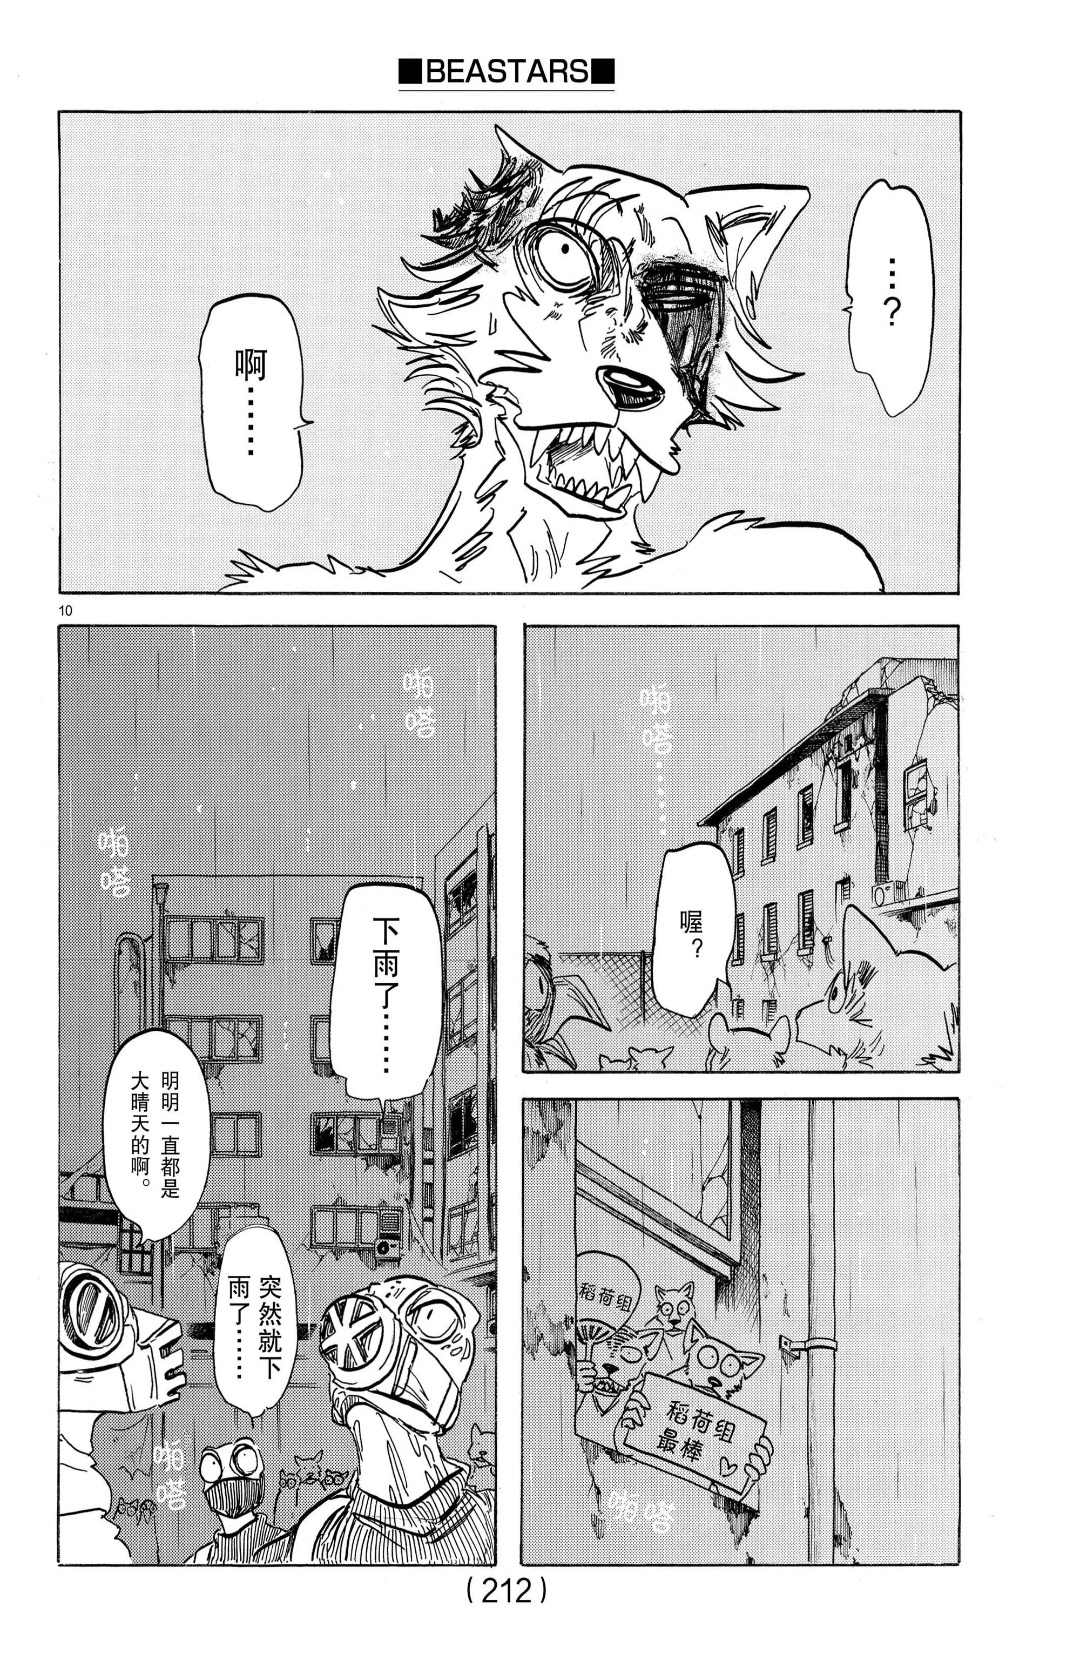 ■BEASTARS■
…?
啊……
10
啪嗒……
喔?
稻荷组
稻荷组
最棒♡
啪嗒
啪嗒
啪嗒
下雨了……
明明一直都是
大晴天的啊。
突然就下
雨了……
啪嗒
(212)